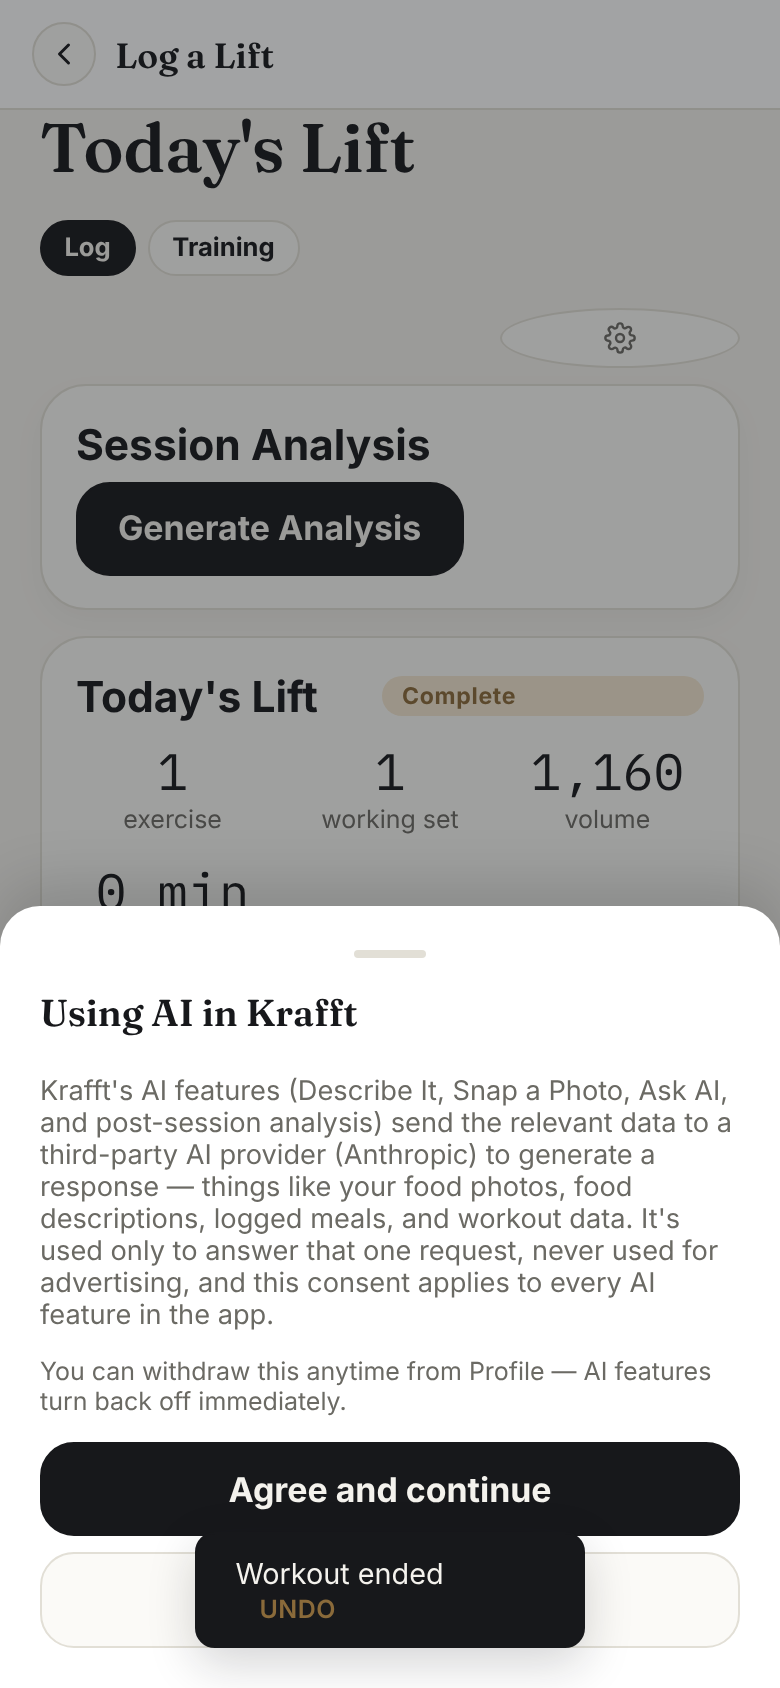 Log a Lift
Today's Lift
Log
Training
Session Analysis
Generate Analysis
Today's Lift
Complete
1
exercise
1
working set
1,160
volume
0 min
Using AI in Krafft
Krafft's AI features (Describe It, Snap a Photo, Ask AI,
and post-session analysis) send the relevant data to a
third-party AI provider (Anthropic) to generate a
response — things like your food photos, food
descriptions, logged meals, and workout data. It's
used only to answer that one request, never used for
advertising, and this consent applies to every AI
feature in the app.
You can withdraw this anytime from Profile — AI features
turn back off immediately.
Agree and continue
Workout ended
UNDO